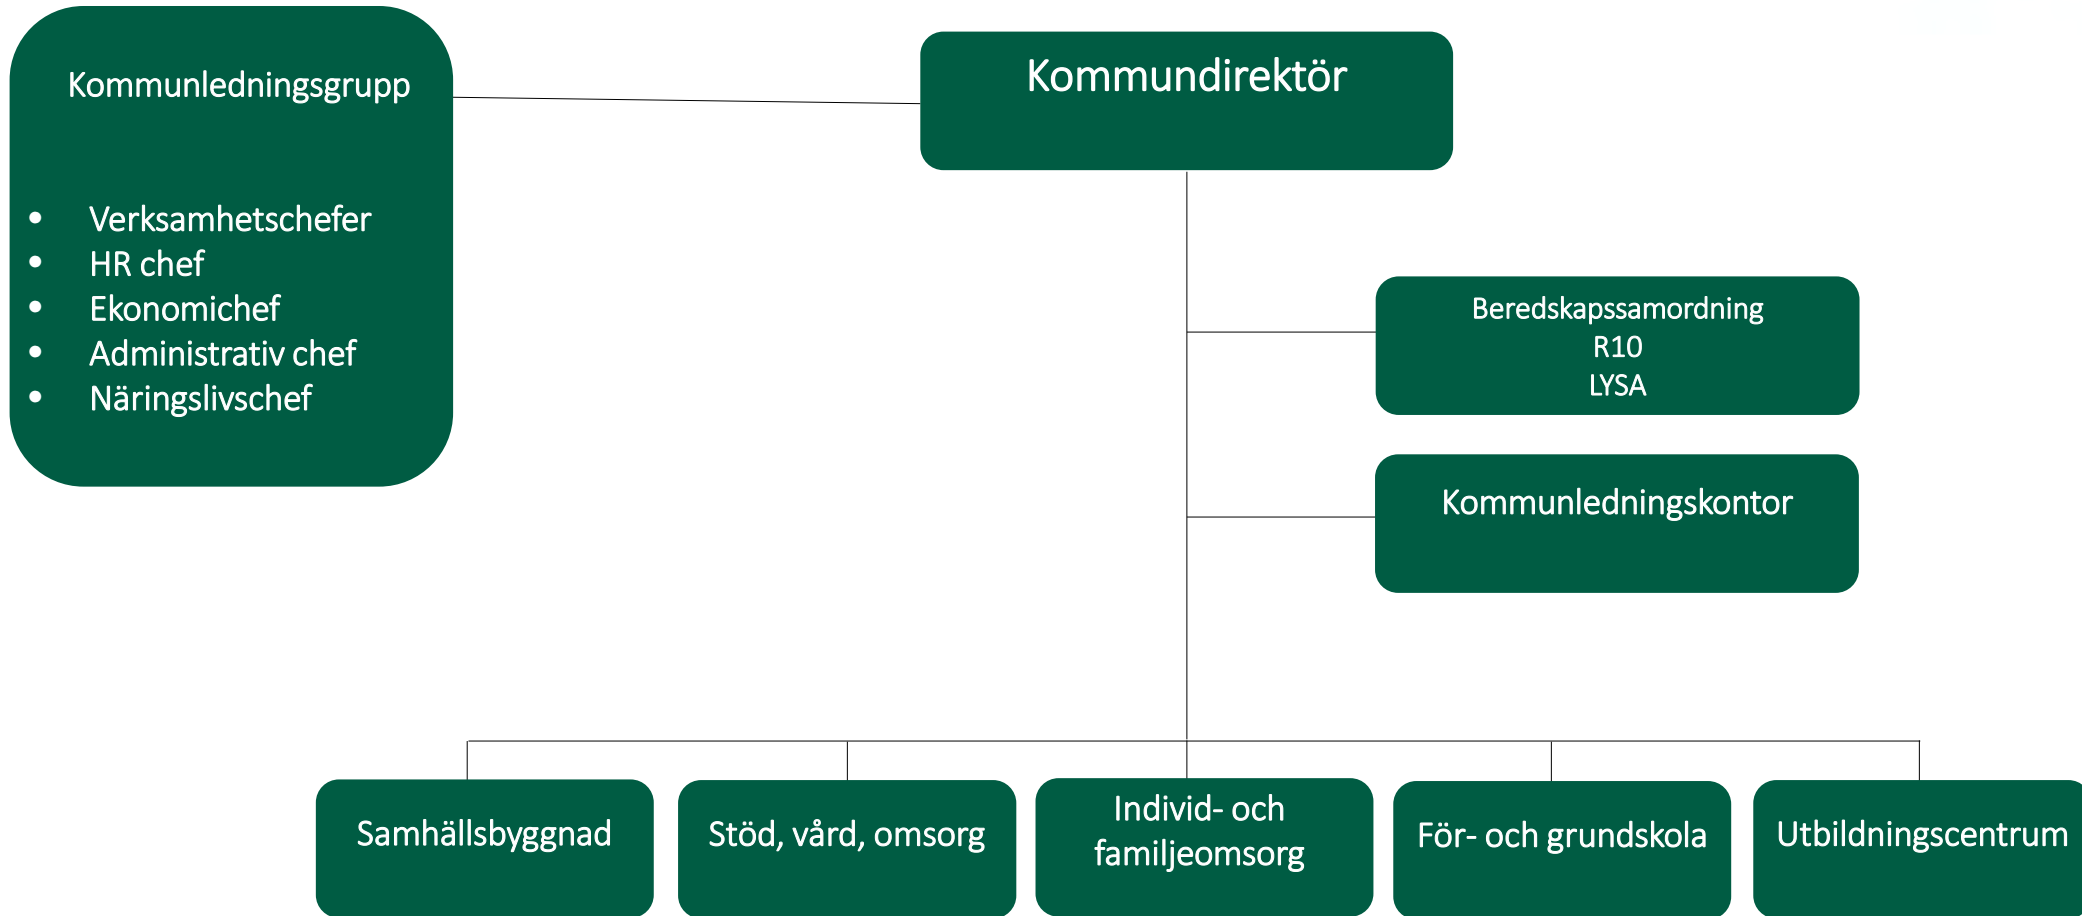 Kommunledningsgrupp
• Verksamhetschefer
• HR chef
• Ekonomichef
• Administrativ chef
• Näringslivschef
Kommundirektör
Beredskapssamordning
R10
LYSA
Kommunledningskontor
Samhällsbyggnad
Stöd, vård, omsorg
Individ- och
familjeomsorg
För- och grundskola
Utbildningscentrum